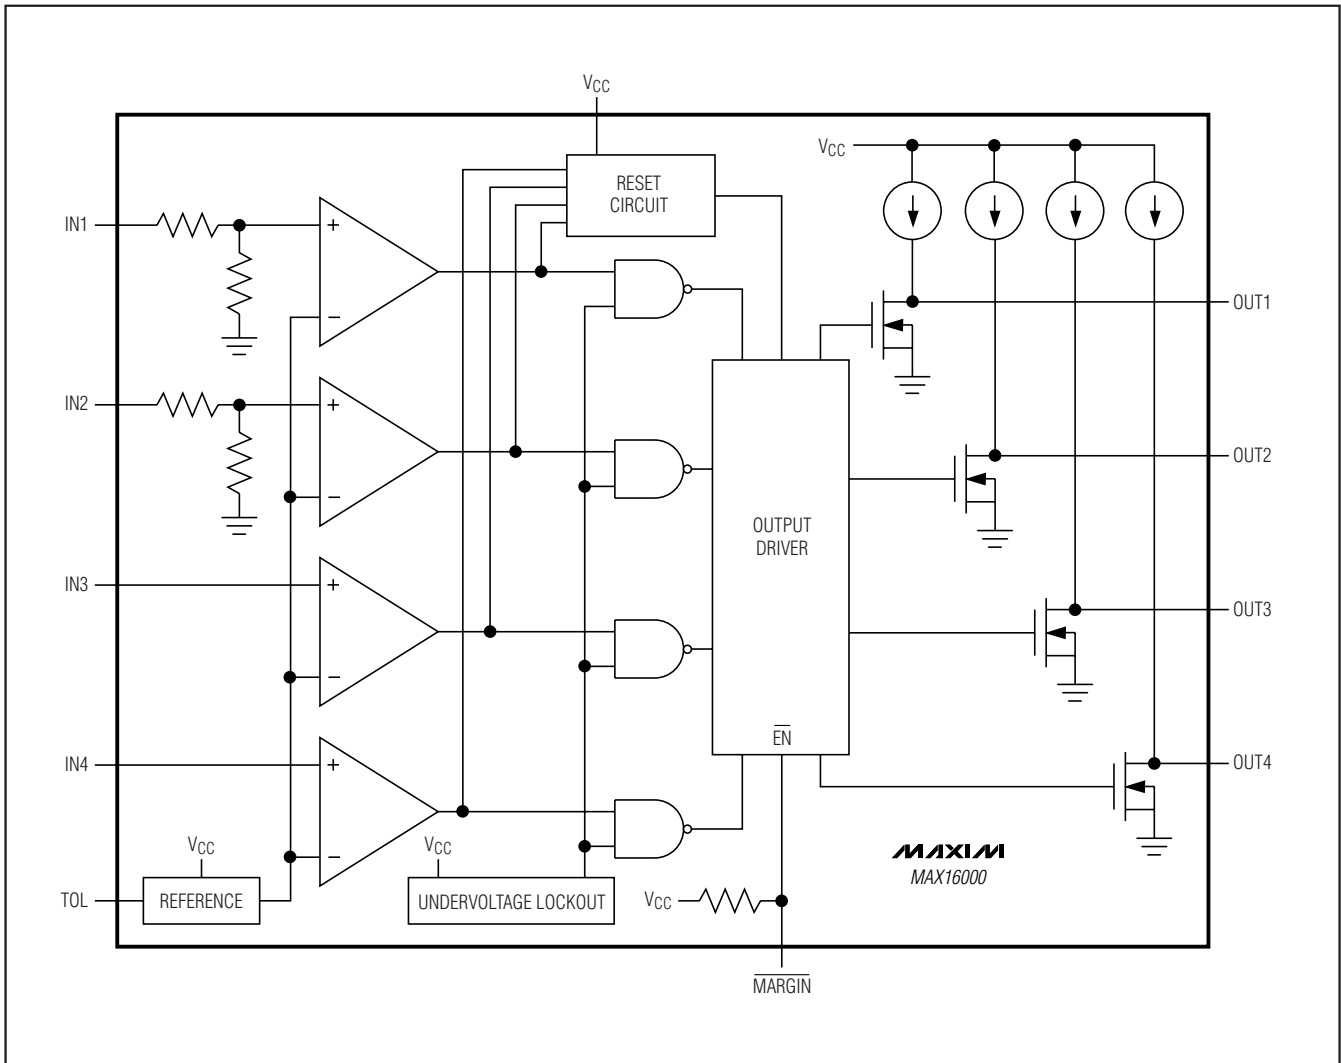 VCC
RESET
CIRCUIT
VCC
IN1
+
−
OUT1
IN2
+
−
OUT2
OUTPUT
DRIVER
IN3
+
−
OUT3
EN
IN4
+
−
OUT4
VCC
VCC
MAXIM
MAX16000
TOL
REFERENCE
UNDERVOLTAGE LOCKOUT
VCC
MARGIN